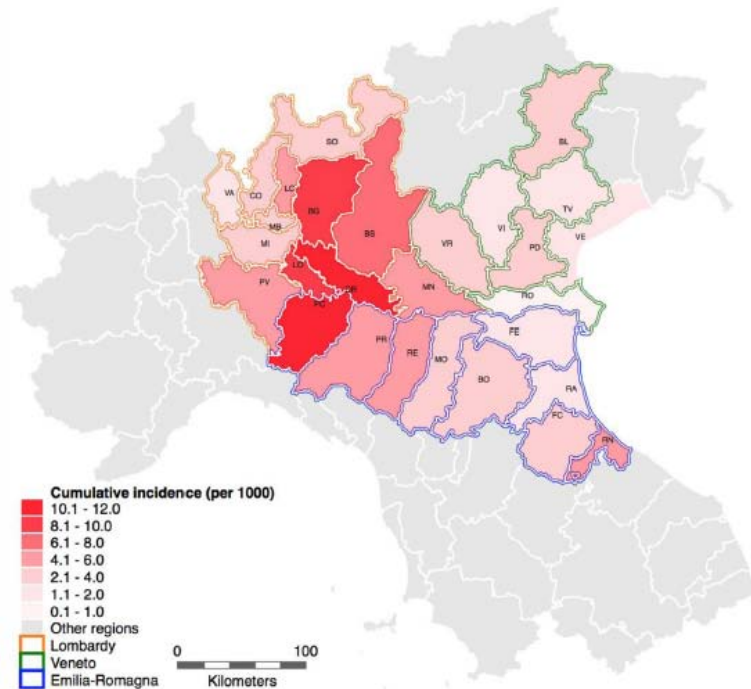 BL
SO
VA
CO
LC
BG
TV
MB
BS
VI
VE
MI
VR
PD
LO
PV
CR
MN
RO
PC
FE
PR
RE
MO
BO
RA
FC
RN
Cumulative incidence (per 1000)
10.1 - 12.0
8.1 - 10.0
6.1 - 8.0
4.1 - 6.0
2.1 - 4.0
1.1 - 2.0
0.1 - 1.0
Other regions
Lombardy
Veneto
Emilia-Romagna
0 100
Kilometers